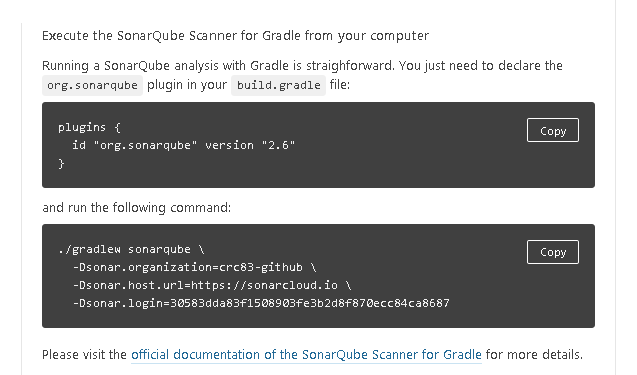 Execute the SonarQube Scanner for Gradle from your computer
Running a SonarQube analysis with Gradle is straighforward. You just need to declare the
org.sonarqube plugin in your build.gradle file:
plugins {
  id "org.sonarqube" version "2.6"
}
Copy
and run the following command:
./gradlew sonarqube \
  -Dsonar.organization=crc83-github \
  -Dsonar.host.url=https://sonarcloud.io \
  -Dsonar.login=30583dda83f1508903fe3b2d8f870ecc84ca8687
Copy
Please visit the official documentation of the SonarQube Scanner for Gradle for more details.